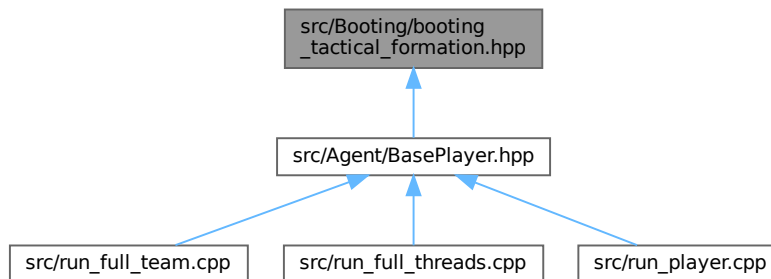 src/Booting/booting
_tactical_formation.hpp
src/Agent/BasePlayer.hpp
src/run_full_team.cpp
src/run_full_threads.cpp
src/run_player.cpp